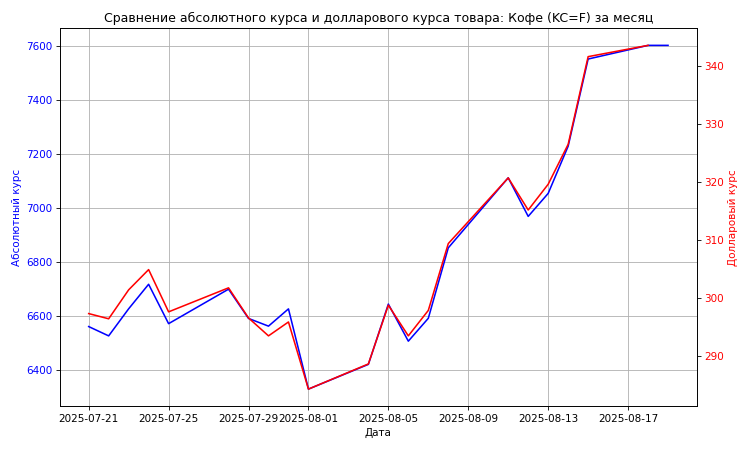 Сравнение абсолютного курса и долларового курса товара: Кофе (KC=F) за месяц
7600
7400
7200
7000
6800
6600
6400
Абсолютный курс
340
330
320
310
300
290
Долларовый курс
2025-07-21 2025-07-25 2025-07-29 2025-08-01 2025-08-05 2025-08-09 2025-08-13 2025-08-17
Дата